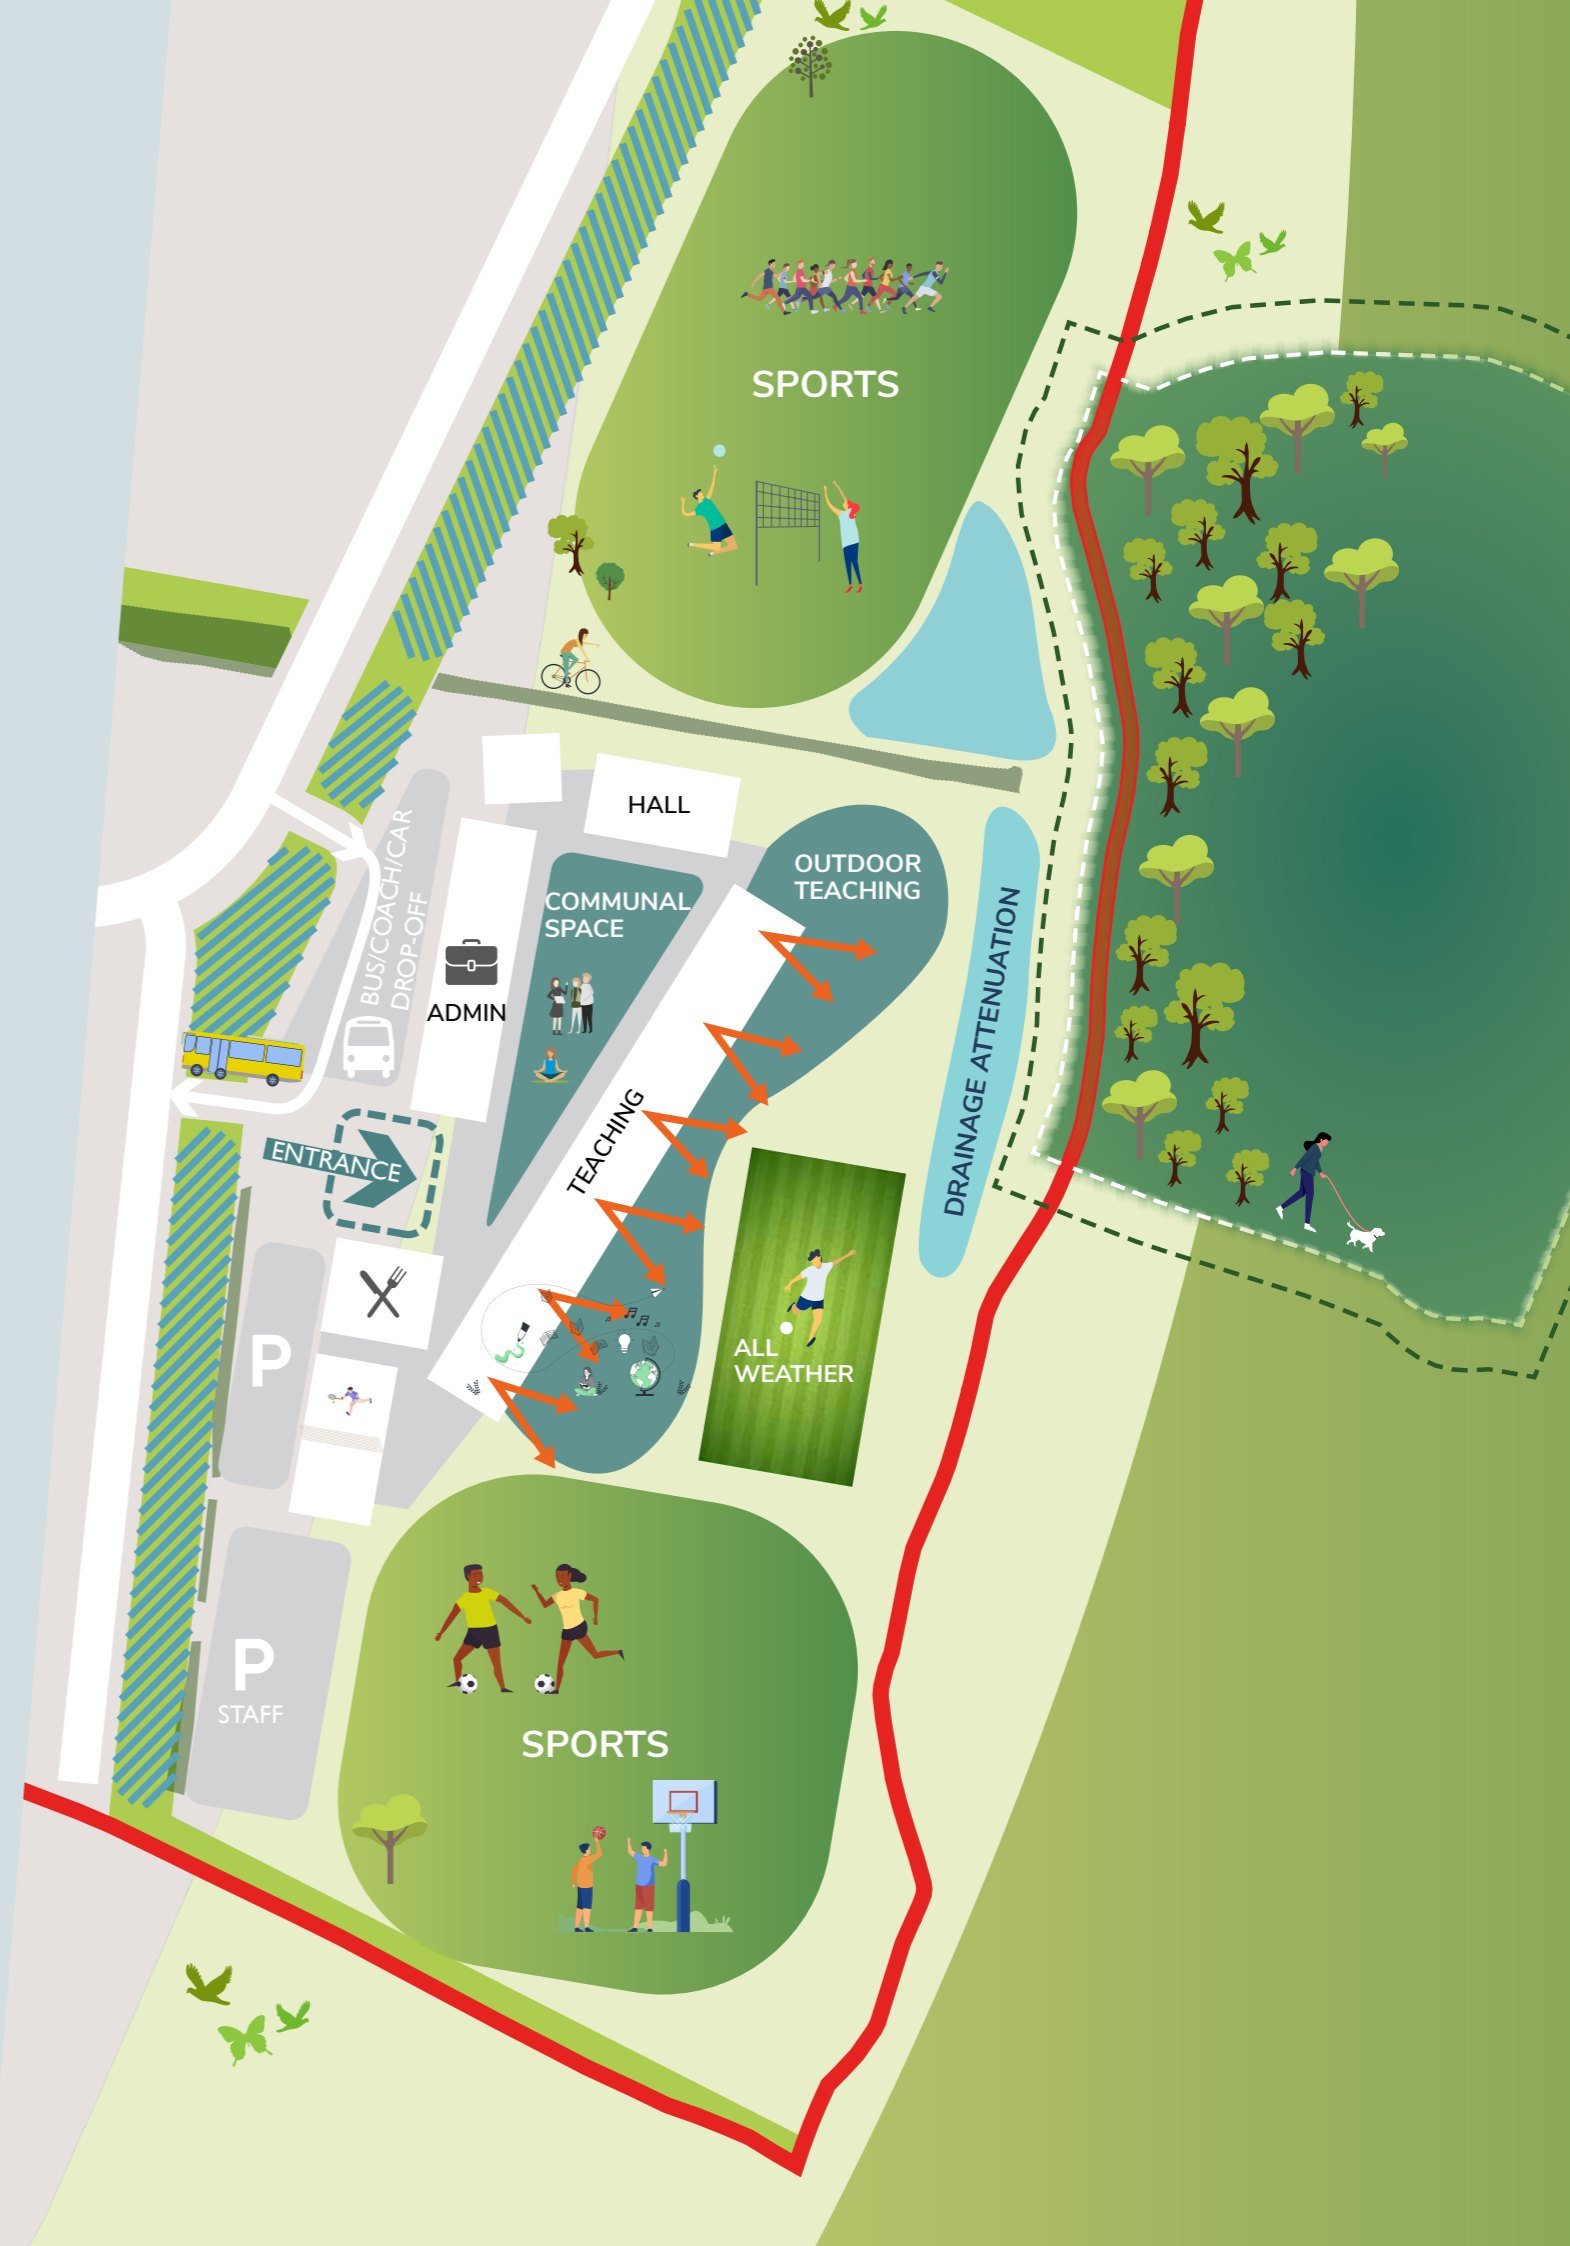 SPORTS
HALL
OUTDOOR
TEACHING
COMMUNAL
SPACE
BUS/COACH/CAR
DROP-OFF
ADMIN
DRAINAGE ATTENUATION
TEACHING
ENTRANCE
P
ALL
WEATHER
P
STAFF
SPORTS